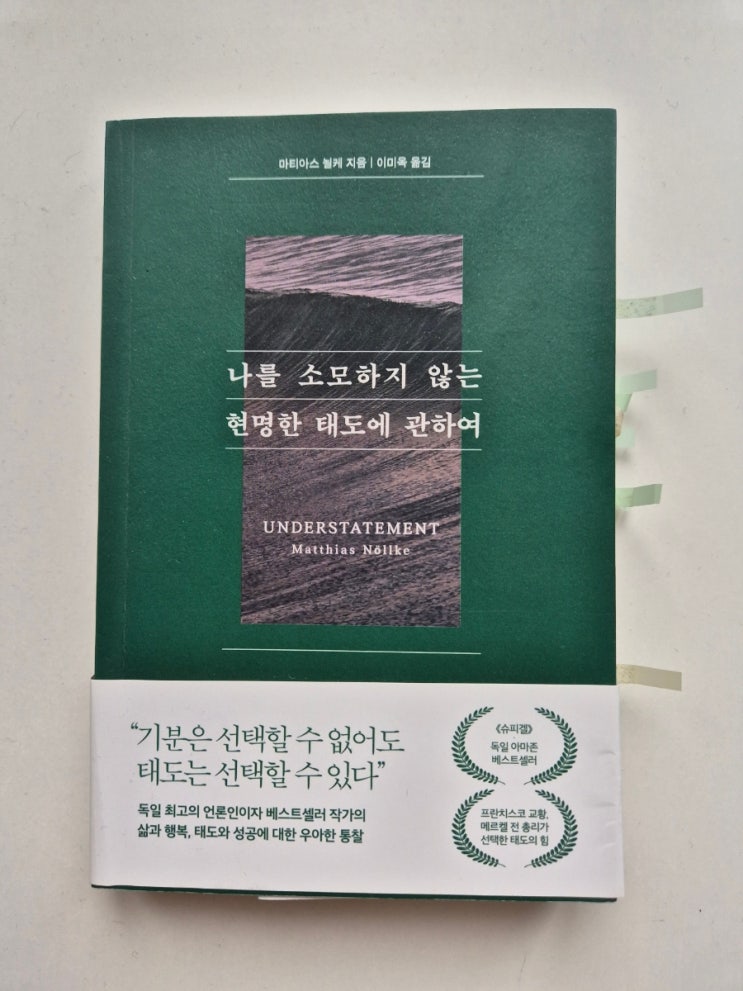 마티아스 뇔케 지음 | 이미옥 옮김
나를 소모하지 않는
현명한 태도에 관하여
UNDERSTATEMENT
Matthias Nöllke
“기분은 선택할 수 없어도
태도는 선택할 수 있다”
독일 최고의 언론인이자 베스트셀러 작가의
삶과 행복, 태도와 성공에 대한 우아한 통찰
《슈피겔》
·
독일 아마존
베스트셀러
프란치스코 교황,
메르켈 전 총리가
선택한 태도의 힘